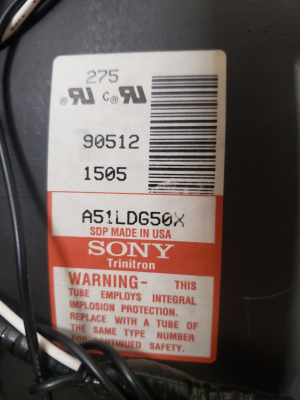 275
90512
1505
A51LDG50X
SDP MADE IN USA
SONY
Trinitron
WARNING- THIS
TUBE EMPLOYS INTEGRAL
IMPLOSION PROTECTION.
REPLACE WITH A TUBE OF
THE SAME TYPE NUMBER
FOR CONTINUED SAFETY.